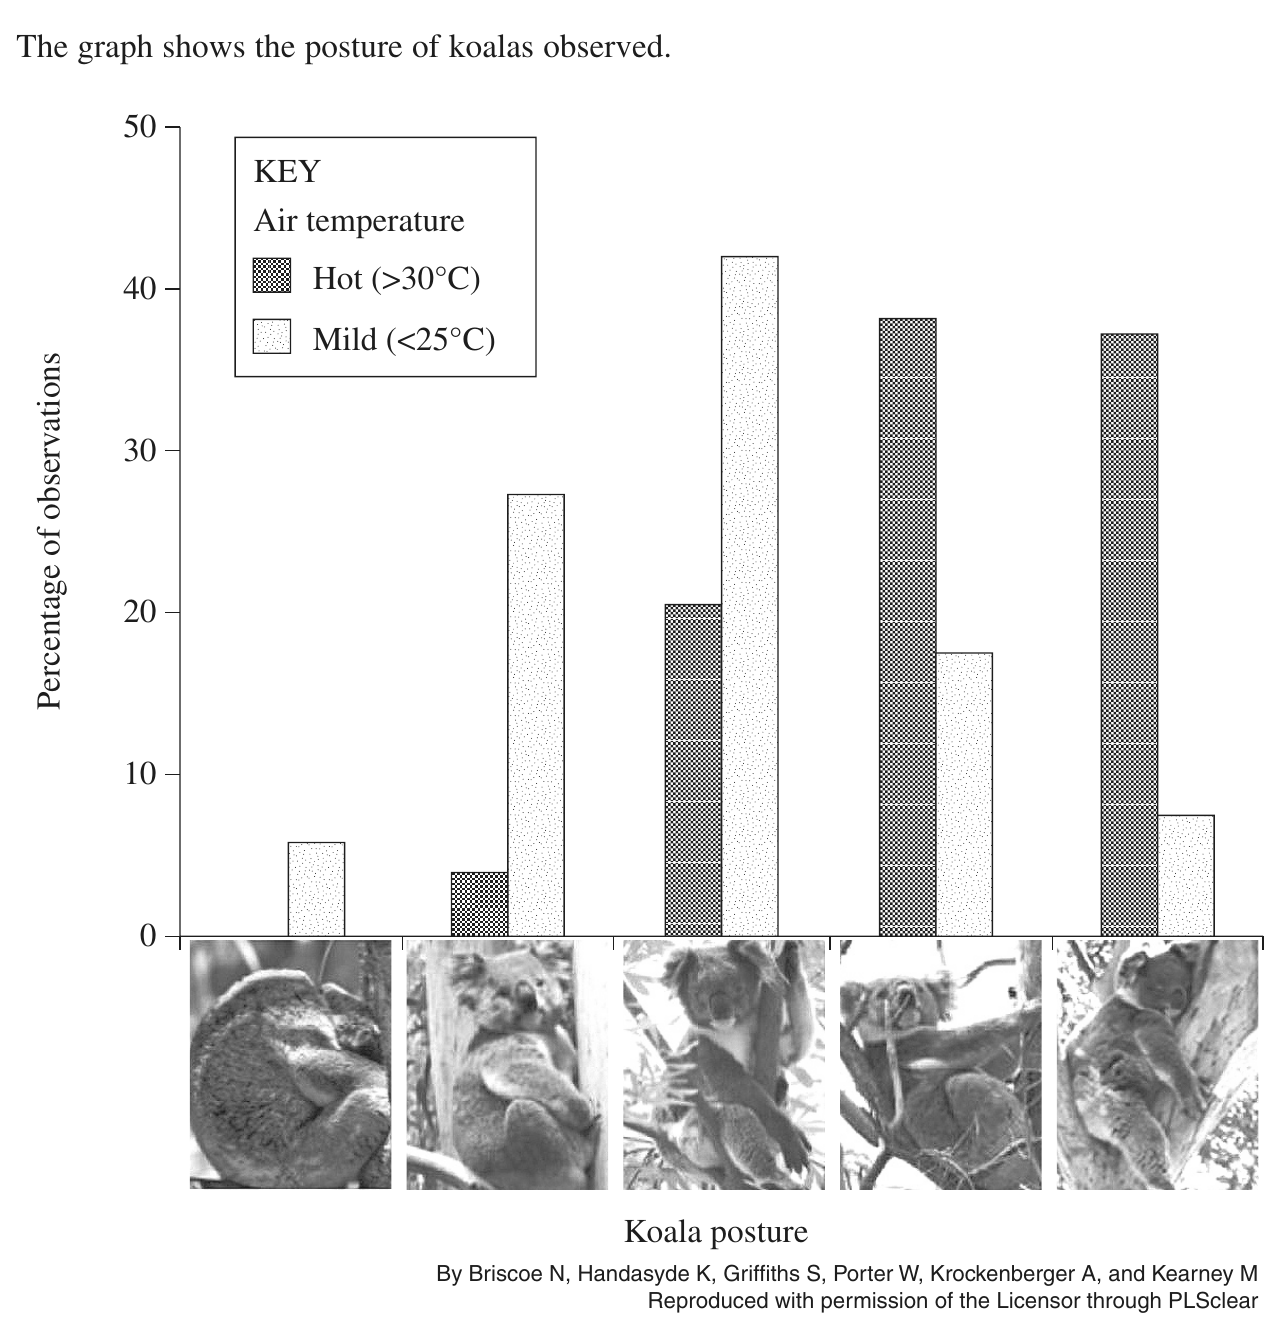 The graph shows the posture of koalas observed.
50
KEY
Air temperature
Hot (>30°C)
Mild (<25°C)
40
30
20
10
0
Percentage of observations
Koala posture
By Briscoe N, Handasyde K, Griffiths S, Porter W, Krockenberger A, and Kearney M
Reproduced with permission of the Licensor through PLSclear